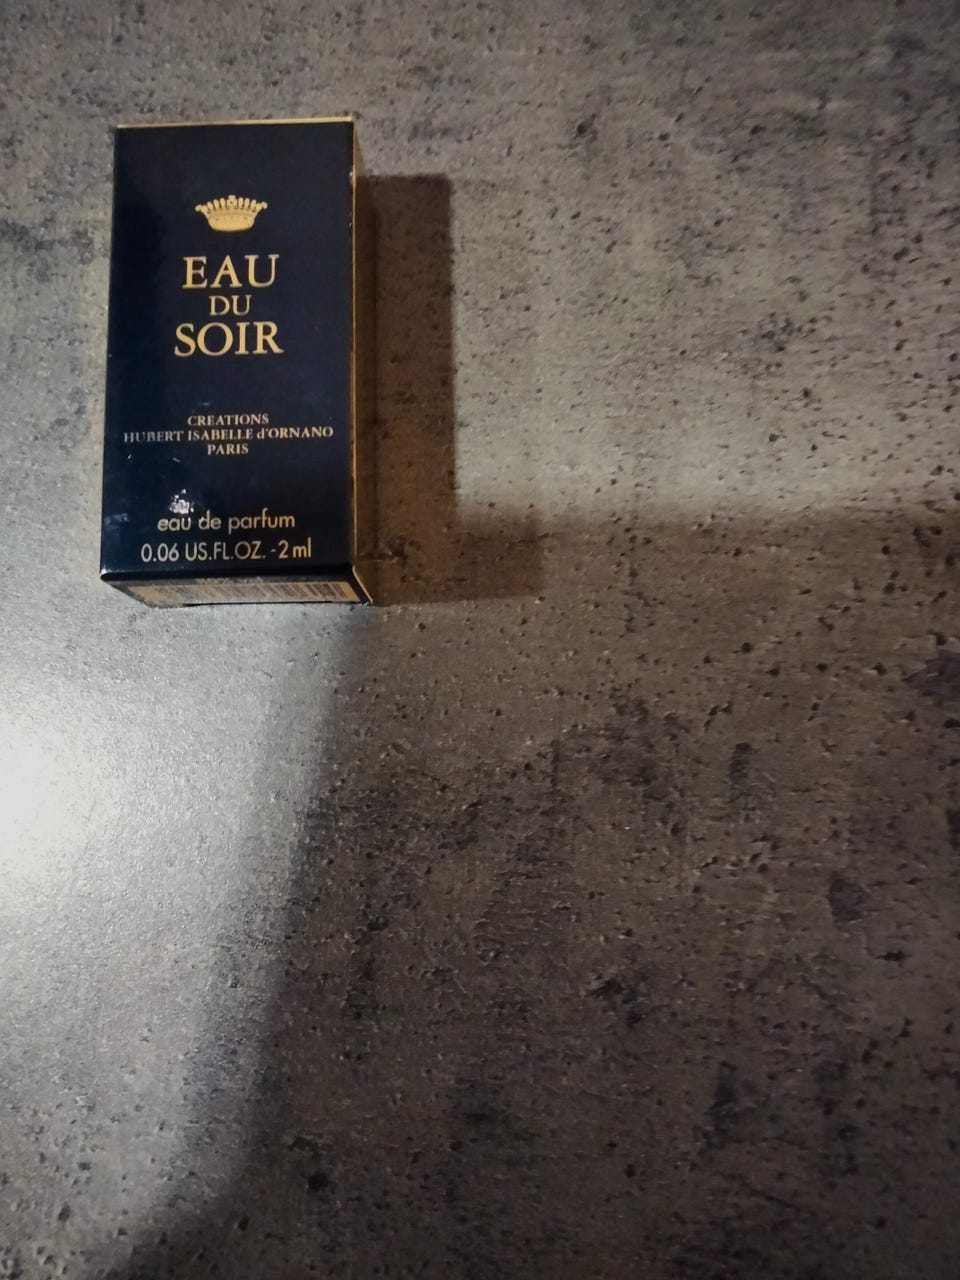 EAU
DU
SOIR
CREATIONS
HUBERT ISABELLE d'ORNANO
PARIS
eau de parfum
0.06 US.FL.OZ. - 2 ml